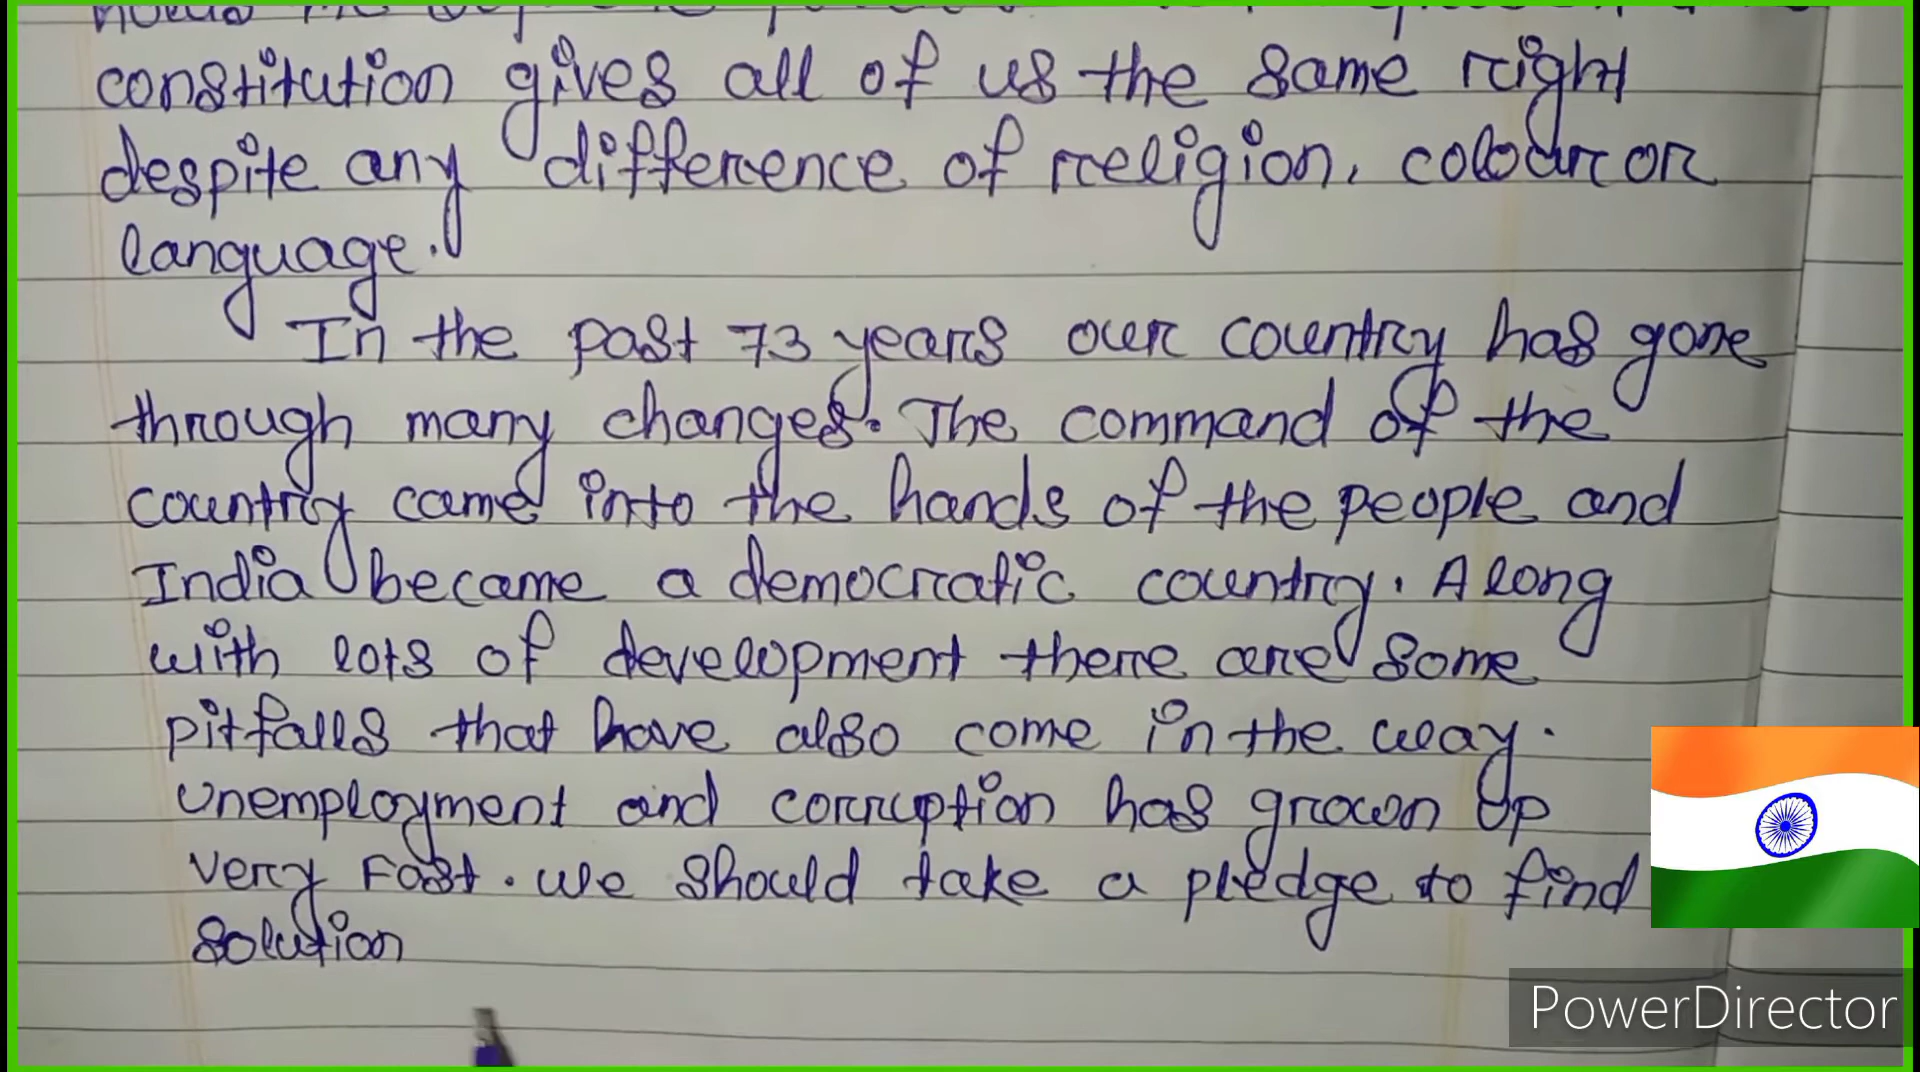 constitution gives all of us the same right
despite any difference of religion, colour or
language.
In the past 73 years our country has gone
through many changes. The command of the
country came into the hands of the people and
India became a democratic country. A long
with lots of development there are some
pitfalls that have also come in the way.
Unemployment and corruption has grown up
very Fast. we should take a pledge to find
solution
PowerDirector